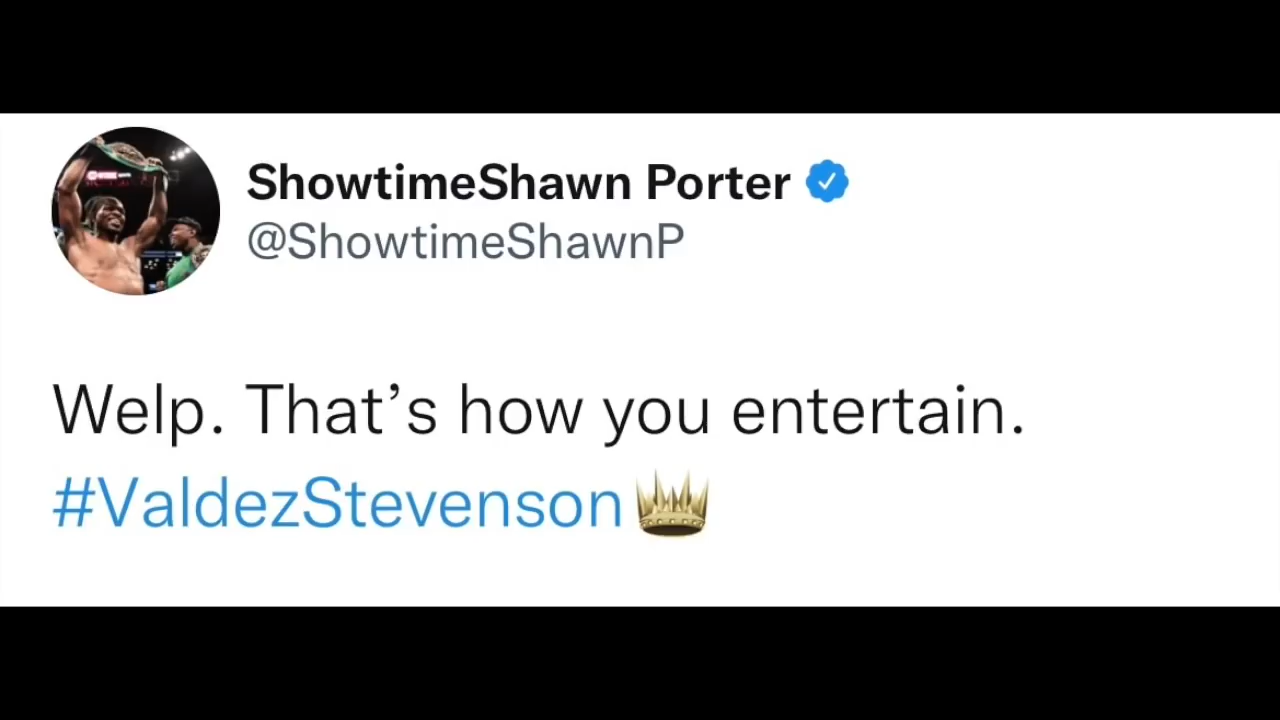 ShowtimeShawn Porter
@ShowtimeShawnP
Welp. That’s how you entertain.
#ValdezStevenson